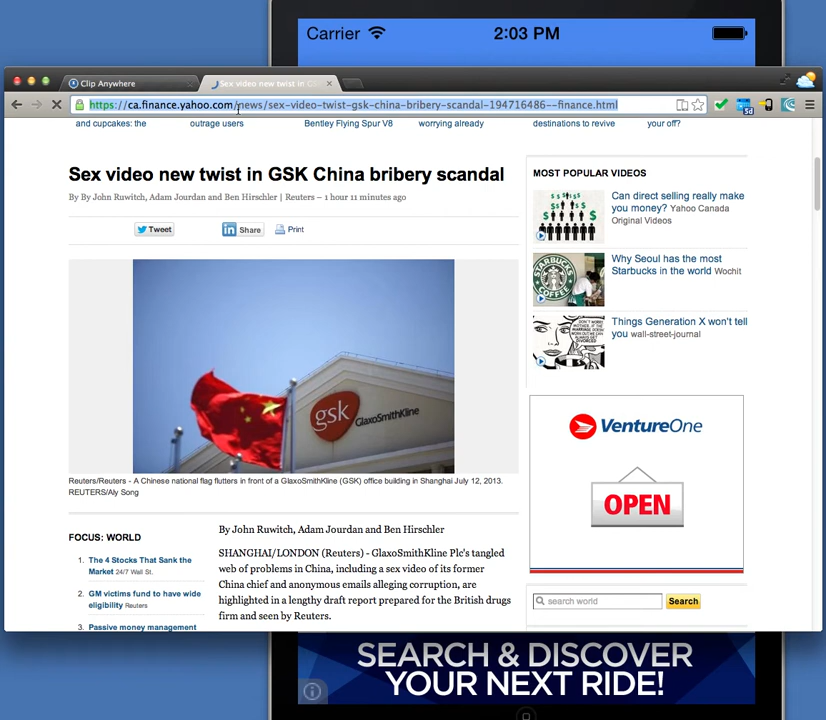 Carrier
2:03 PM
Clip Anywhere
Sex video new twist in GSK C
https://ca.finance.yahoo.com/news/sex-video-twist-gsk-china-bribery-scandal-194716486--finance.html
5d
and cupcakes: the
outrage users
Bentley Flying Spur V8
worrying already
destinations to revive
your off?
Sex video new twist in GSK China bribery scandal
By By John Ruwitch, Adam Jourdan and Ben Hirschler | Reuters – 1 hour 11 minutes ago
Tweet
in Share
Print
gsk
GlaxoSmithKline
Reuters/Reuters - A Chinese national flag flutters in front of a GlaxoSmithKline (GSK) office building in Shanghai July 12, 2013.
REUTERS/Aly Song
FOCUS: WORLD
1. The 4 Stocks That Sank the
Market 24/7 Wall St.
2. GM victims fund to have wide
eligibility Reuters
3. Passive money management
By John Ruwitch, Adam Jourdan and Ben Hirschler
SHANGHAI/LONDON (Reuters) - GlaxoSmithKline Plc's tangled
web of problems in China, including a sex video of its former
China chief and anonymous emails alleging corruption, are
highlighted in a lengthy draft report prepared for the British drugs
firm and seen by Reuters.
MOST POPULAR VIDEOS
Can direct selling really make
you money? Yahoo Canada
Original Videos
Why Seoul has the most
Starbucks in the world Wochit
Things Generation X won't tell
you wall-street-journal
VentureOne
OPEN
search world
Search
SEARCH & DISCOVER
YOUR NEXT RIDE!